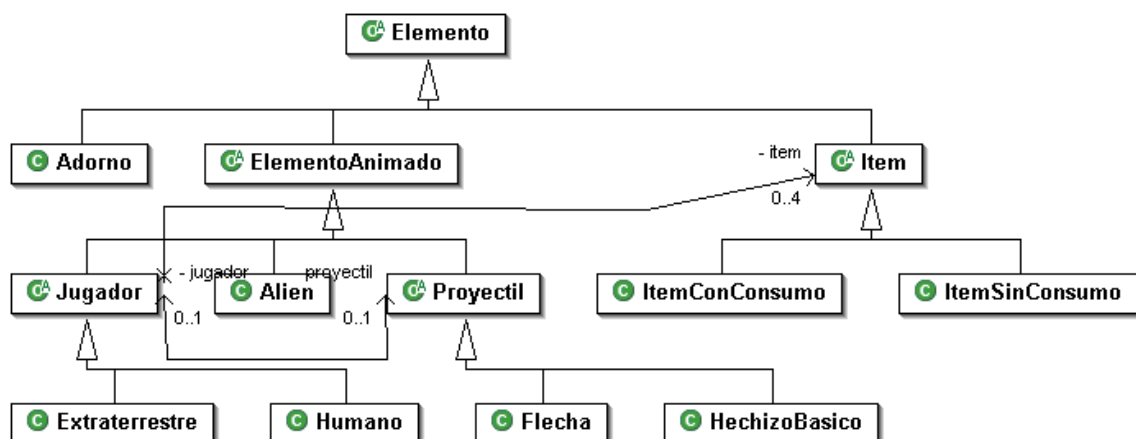 Elemento
Adorno
ElementoAnimado
- item
Item
0..4
- jugador
proyectil
Jugador
Alien
Proyectil
ItemConConsumo
ItemSinConsumo
0..1
0..1
Extraterrestre
Humano
Flecha
HechizoBasico